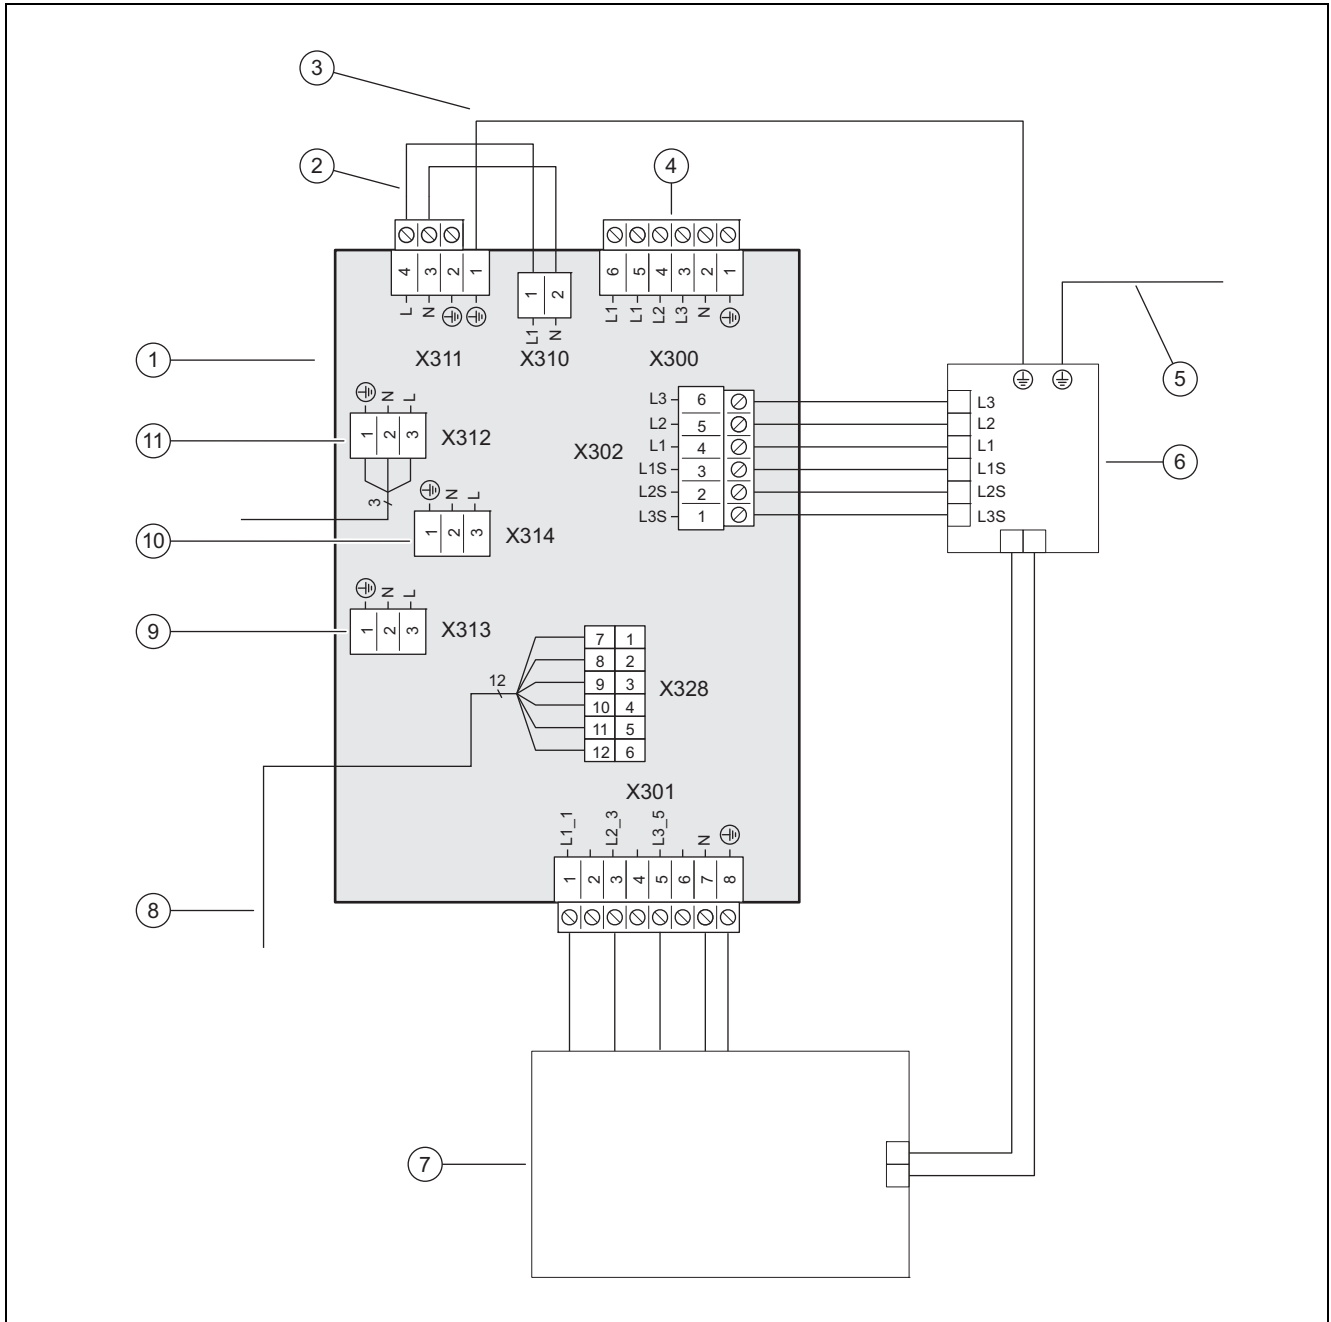 3
2
4
4 3 2 1
L N
1 2
L1 N
6 5 4 3 2 1
L1 L1 L2 L3 N
X311
X310
X300
1
5
11
N L
1 2 3
X312
3
10
N L
1 2 3
X314
9
N L
1 2 3
X313
X302
L3 6
L2 5
L1 4
L1S 3
L2S 2
L3S 1
L3
L2
L1
L1S
L2S
L3S
6
12
7 1
8 2
9 3
10 4
11 5
12 6
X328
X301
L1_1 L2_3 L3_5 N
1 2 3 4 5 6 7 8
8
7